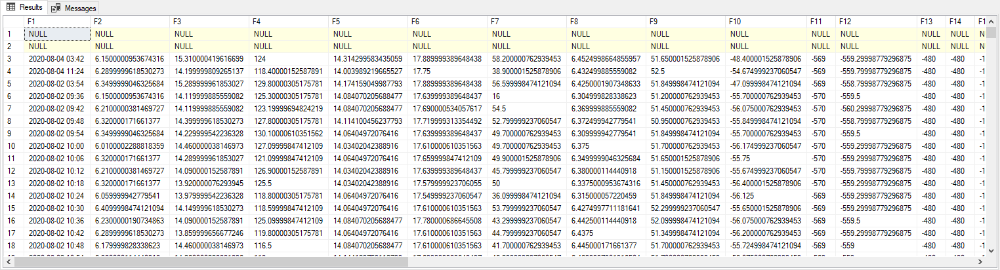 Results Messages
F1 F2 F3 F4 F5 F6 F7 F8 F9 F10 F11 F12 F13 F14 F1
1 NULL NULL NULL NULL NULL NULL NULL NULL NULL NULL NULL NULL NULL NULL N
2 NULL NULL NULL NULL NULL NULL NULL NULL NULL NULL NULL NULL NULL NULL N
3 2020-08-04 03:42 6.1500000953674316 15.310000419616699 124 14.314299583435059 17.889999389648438 58.200000762939453 6.4524998664855957 51.650001525878906 -48.400001525878906 -569 -559.29998779296875 -480 -480 -1
4 2020-08-04 11:24 6.2899999618530273 14.199999809265137 118.40000152587891 14.003989219665527 17.75 38.900001525878906 6.432499885559082 52.5 -54.674999237060547 -569 -559.29998779296875 -480 -480 -1
5 2020-08-02 03:54 6.3499999046325684 15.289999961853027 129.80000305175781 14.174159049987793 17.889999389648438 56.599998474121094 6.4250001907348633 51.849998474121094 -47.099998474121094 -569 -558.79998779296875 -480 -480 -1
6 2020-08-02 09:36 6.1500000953674316 14.119999885559082 125.30000305175781 14.084070205688477 17.639999389648437 16 6.304999828338623 51.200000762939453 -55.700000762939453 -570 -559.5 -480 -480 -1
7 2020-08-02 09:42 6.2100000381469727 14.119999885559082 123.19999694824219 14.084070205688477 17.690000534057617 54.5 6.369999885559082 51.450000762939453 -56.075000762939453 -570 -560.29998779296875 -480 -480 -1
8 2020-08-02 09:48 6.320000171661377 14.399999618530273 127.80000305175781 14.114100456237793 17.719999313354492 52.799999237060547 6.372499942779541 50.950000762939453 -55.849998474121094 -570 -558.79998779296875 -480 -480 -1
9 2020-08-02 09:54 6.3499999046325684 14.229999542236328 130.10000610351562 14.06404972076416 17.639999389648437 49.700000762939453 6.309999942779541 51.849998474121094 -55.700000762939453 -570 -559.5 -480 -480 -1
10 2020-08-02 10:00 6.0100002288818359 14.460000038146973 127.09999847412109 14.03402042388916 17.610000610351563 49.700000762939453 6.375 51.700000762939453 -56.174999237060547 -570 -559.29998779296875 -480 -480 -1
11 2020-08-02 10:06 6.320000171661377 14.289999961853027 121.09999847412109 14.06404972076416 17.659999847412109 49.900001525878906 6.3499999046325684 51.650001525878906 -55.75 -570 -559.29998779296875 -480 -480 -1
12 2020-08-02 10:12 6.2100000381469727 14.090000152587891 126.90000152587891 14.03402042388916 17.639999389648437 45.799999237060547 6.380000114440918 51.150001525878906 -55.674999237060547 -570 -559.29998779296875 -480 -480 -1
13 2020-08-02 10:18 6.320000171661377 13.920000076293945 125.5 14.03402042388916 17.579999923706055 50 6.3375000953674316 51.450000762939453 -56.400001525878906 -570 -559.29998779296875 -480 -480 -1
14 2020-08-02 10:24 6.059999942779541 13.979999542236328 118.80000305175781 14.06404972076416 17.549999237060547 36.099998474121094 6.315000057220459 51.849998474121094 -56.125 -569 -559.29998779296875 -480 -480 -1
15 2020-08-02 10:30 6.4099998474121094 14.149999618530273 118.59999847412109 14.06404972076416 17.610000610351563 53.799999237060547 6.4274997711181641 52.299999237060547 -55.650001525878906 -569 -559.29998779296875 -480 -480 -1
16 2020-08-02 10:36 6.2300000190734863 14.090000152587891 125.09999847412109 14.084070205688477 17.780000686645508 43.299999237060547 6.442500114440918 52.099998474121094 -56.075000762939453 -569 -559.5 -480 -480 -1
17 2020-08-02 10:42 6.2899999618530273 13.859999656677246 119.80000305175781 14.06404972076416 17.610000610351563 44.799999237060547 6.4375 51.349998474121094 -56.200000762939453 -569 -559.29998779296875 -480 -480 -1
18 2020-08-02 10:48 6.179999828338623 14.460000038146973 116.5 14.084070205688477 17.610000610351563 41.700000762939453 6.445000171661377 51.700000762939453 -55.724998474121094 -569 -559 -480 -480 -1